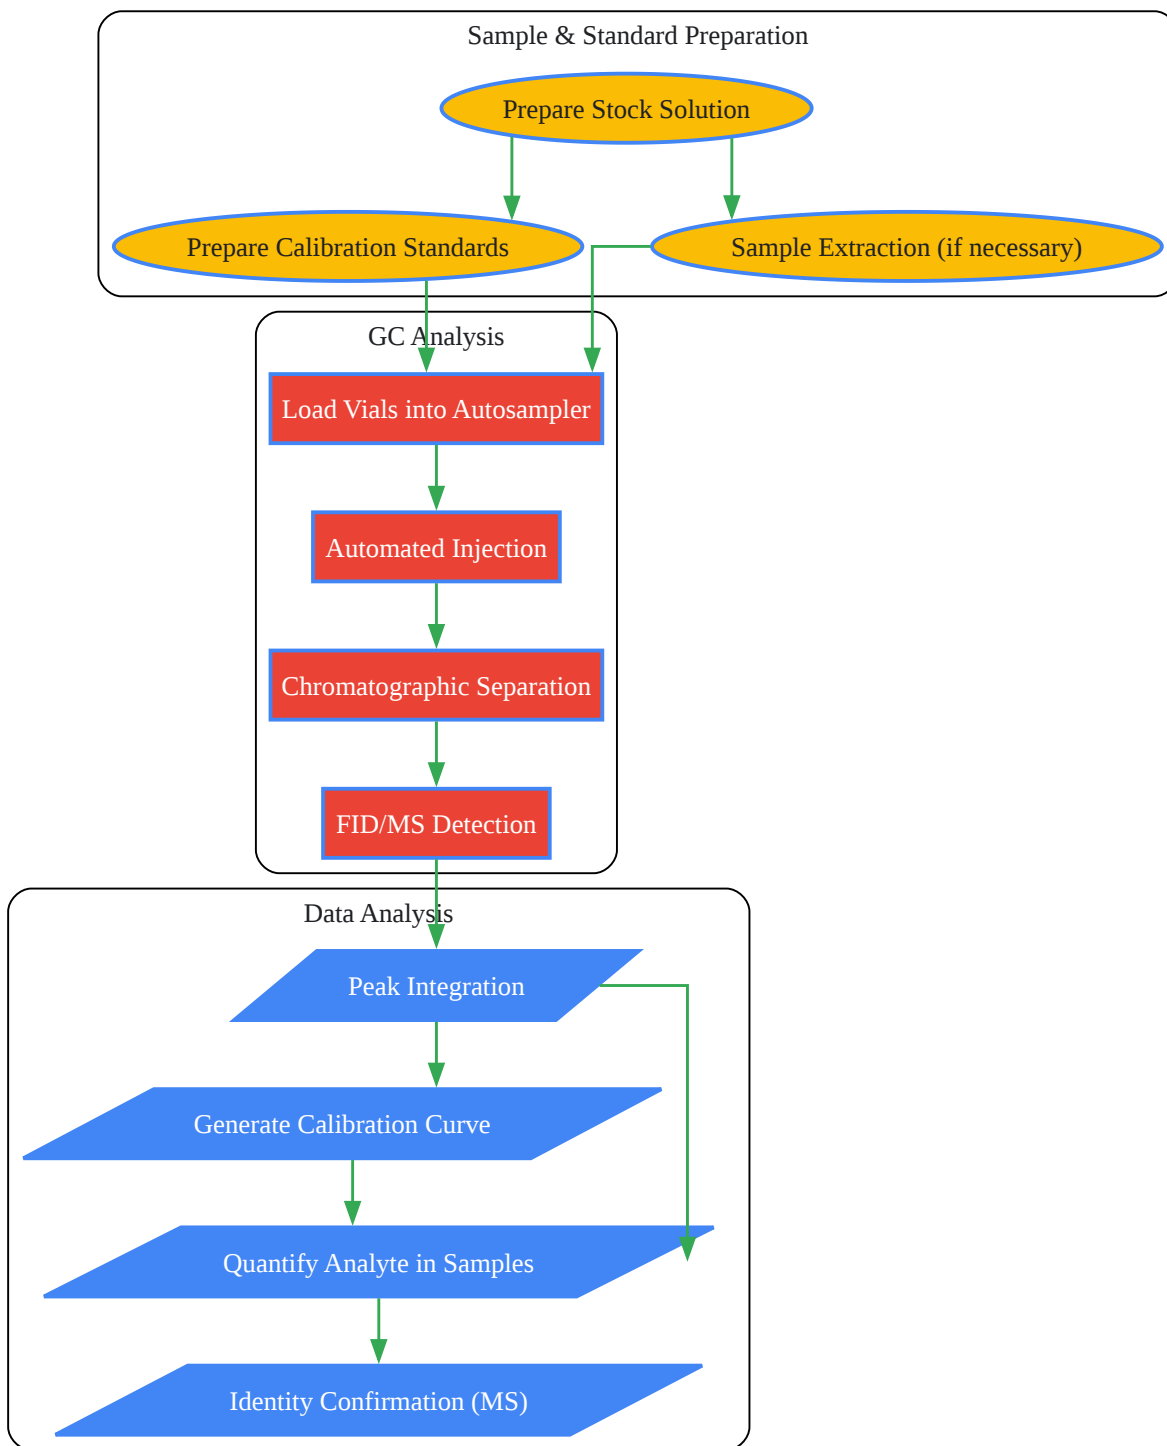 Sample & Standard Preparation
Prepare Stock Solution
Prepare Calibration Standards
Sample Extraction (if necessary)
GC Analysis
Load Vials into Autosampler
Automated Injection
Chromatographic Separation
FID/MS Detection
Data Analysis
Peak Integration
Generate Calibration Curve
Quantify Analyte in Samples
Identity Confirmation (MS)